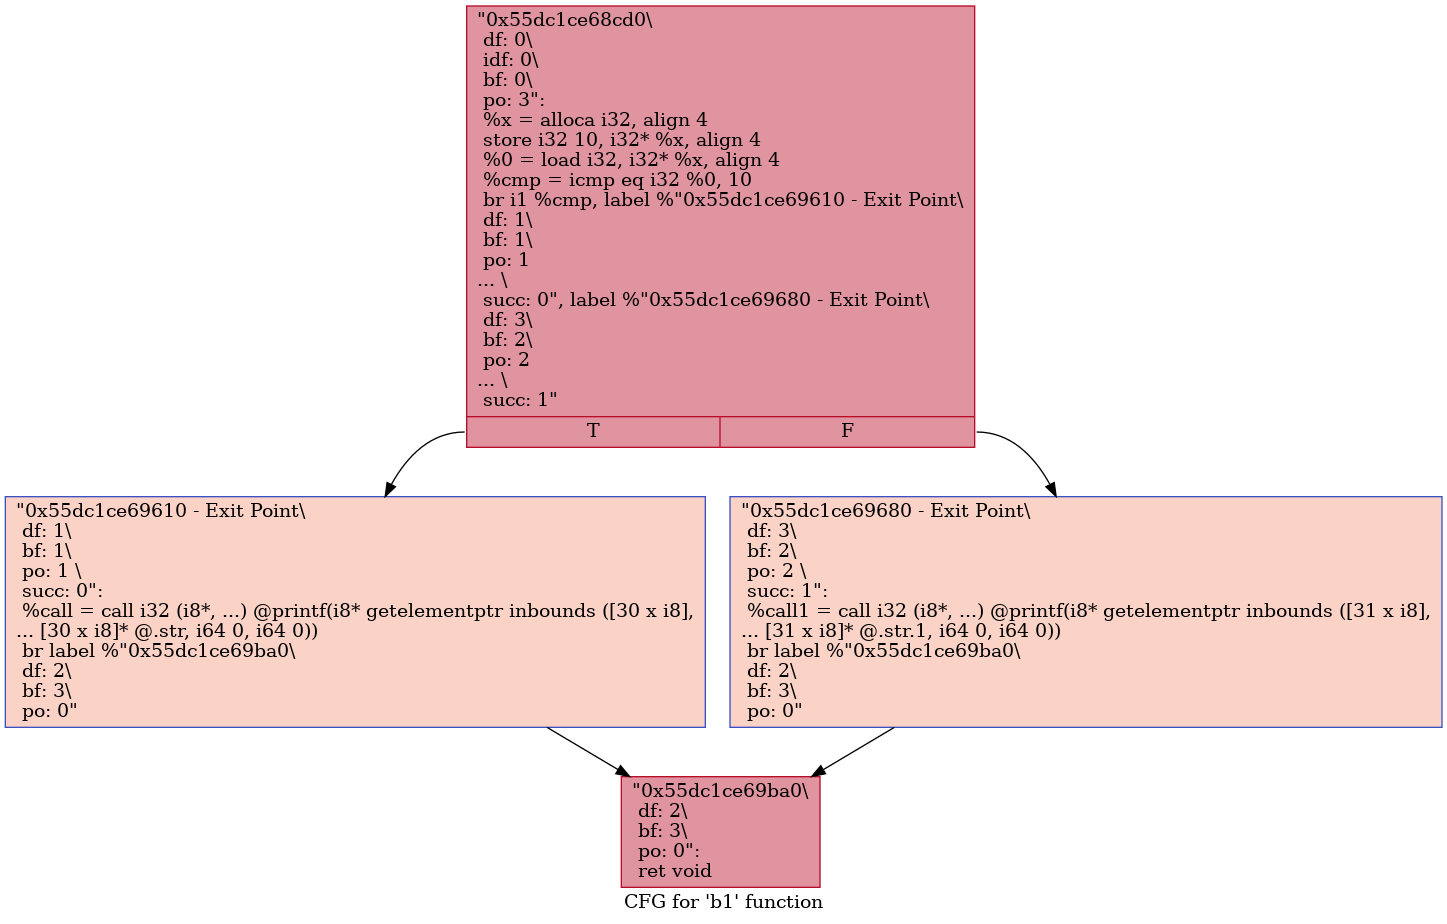 "0x55dc1ce68cd0\
df: 0\
idf: 0\
bf: 0\
po: 3":
%x = alloca i32, align 4
store i32 10, i32* %x, align 4
%0 = load i32, i32* %x, align 4
%cmp = icmp eq i32 %0, 10
br i1 %cmp, label %"0x55dc1ce69610 - Exit Point\
df: 1\
bf: 1\
po: 1
... \
succ: 0", label %"0x55dc1ce69680 - Exit Point\
df: 3\
bf: 2\
po: 2
... \
succ: 1"
T
F
"0x55dc1ce69610 - Exit Point\
df: 1\
bf: 1\
po: 1 \
succ: 0":
%call = call i32 (i8*, ...) @printf(i8* getelementptr inbounds ([30 x i8],
... [30 x i8]* @.str, i64 0, i64 0))
br label %"0x55dc1ce69ba0\
df: 2\
bf: 3\
po: 0"
"0x55dc1ce69680 - Exit Point\
df: 3\
bf: 2\
po: 2 \
succ: 1":
%call1 = call i32 (i8*, ...) @printf(i8* getelementptr inbounds ([31 x i8],
... [31 x i8]* @.str.1, i64 0, i64 0))
br label %"0x55dc1ce69ba0\
df: 2\
bf: 3\
po: 0"
"0x55dc1ce69ba0\
df: 2\
bf: 3\
po: 0":
ret void
CFG for 'b1' function